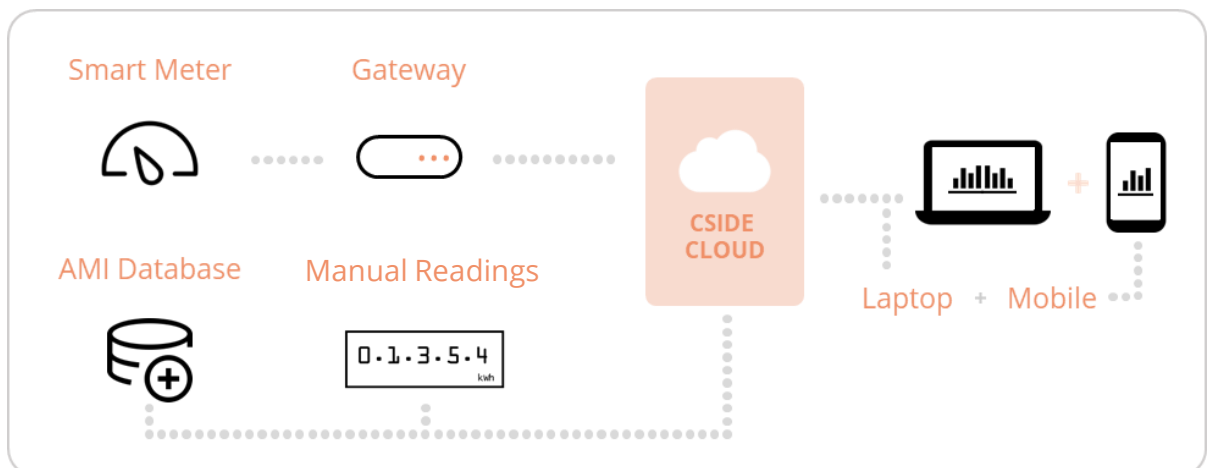 Smart Meter
Gateway
CSIDE
CLOUD
AMI Database
Manual Readings
0.1.3.5.4
kwh
Laptop + Mobile